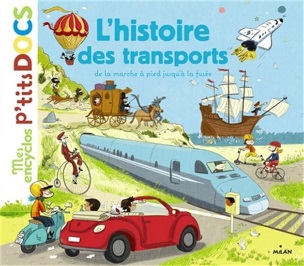 Mes encyclos P'tits DOCS
L'histoire
des transports
de la marche à pied jusqu'à la fusée
MILAN